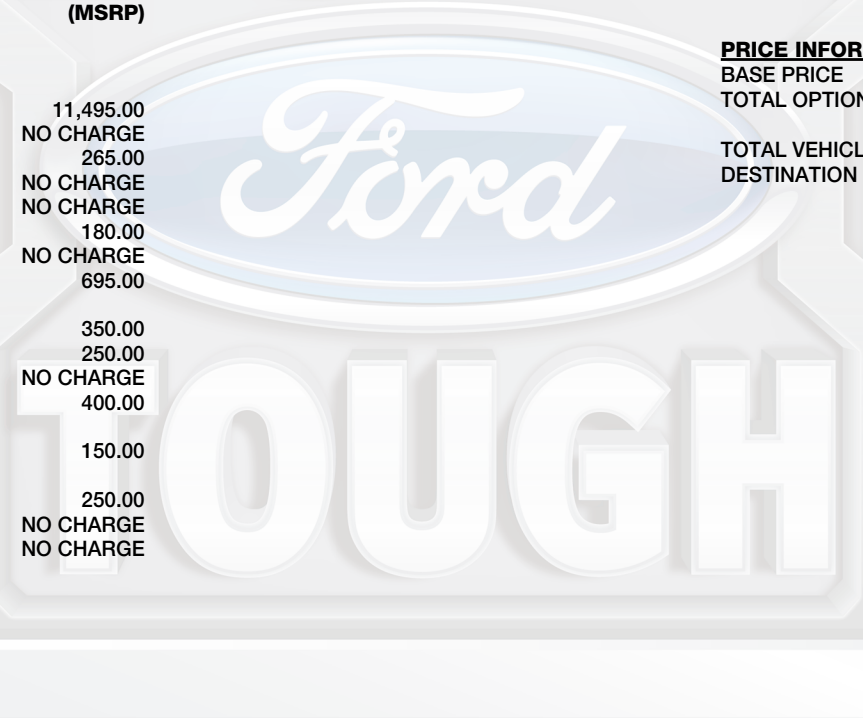 (MSRP)
11,495.00
NO CHARGE
265.00
NO CHARGE
NO CHARGE
180.00
NO CHARGE
695.00
350.00
250.00
NO CHARGE
400.00
150.00
250.00
NO CHARGE
NO CHARGE
PRICE INFOR
BASE PRICE
TOTAL OPTION
TOTAL VEHICL
DESTINATION
Ford
TOUGH